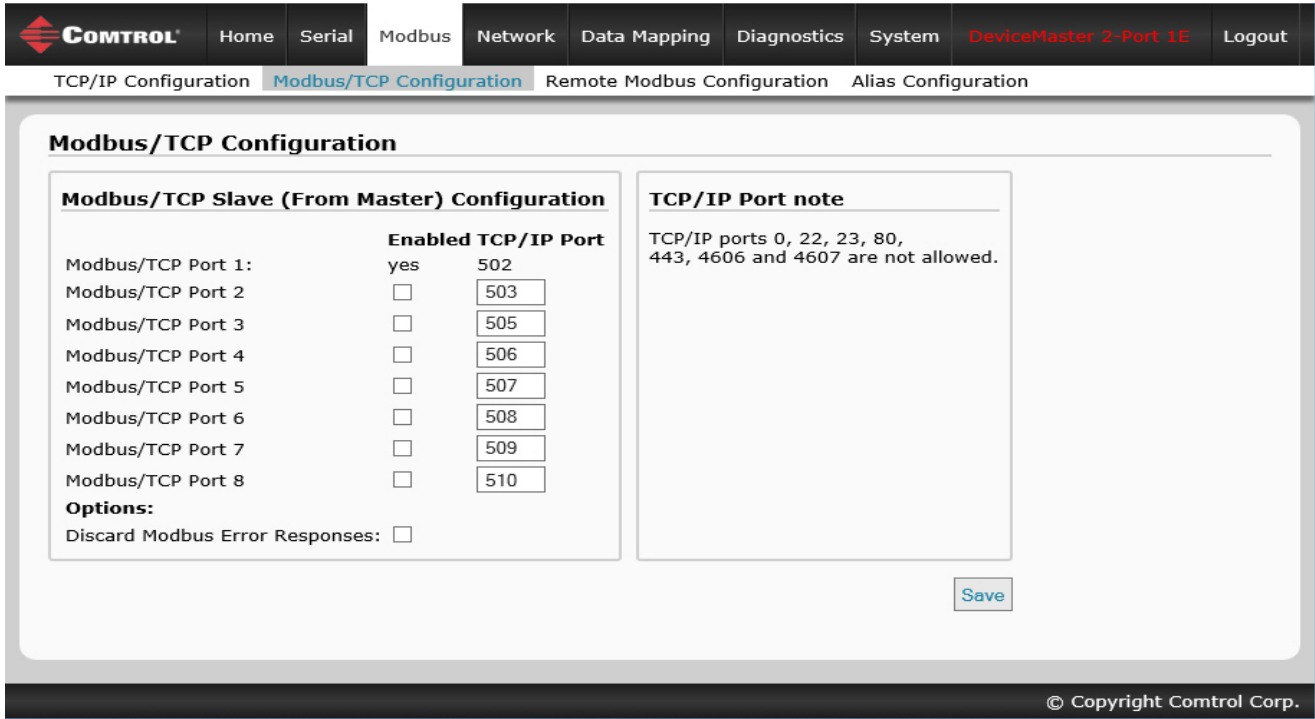 COMTROL Home Serial Modbus Network Data Mapping Diagnostics System DeviceMaster 2-Port 1E Logout
TCP/IP Configuration Modbus/TCP Configuration Remote Modbus Configuration Alias Configuration
Modbus/TCP Configuration
Modbus/TCP Slave (From Master) Configuration
Enabled TCP/IP Port
Modbus/TCP Port 1: yes 502
Modbus/TCP Port 2 503
Modbus/TCP Port 3 505
Modbus/TCP Port 4 506
Modbus/TCP Port 5 507
Modbus/TCP Port 6 508
Modbus/TCP Port 7 509
Modbus/TCP Port 8 510
Options:
Discard Modbus Error Responses:
TCP/IP Port note
TCP/IP ports 0, 22, 23, 80,
443, 4606 and 4607 are not allowed.
Save
© Copyright Comtrol Corp.